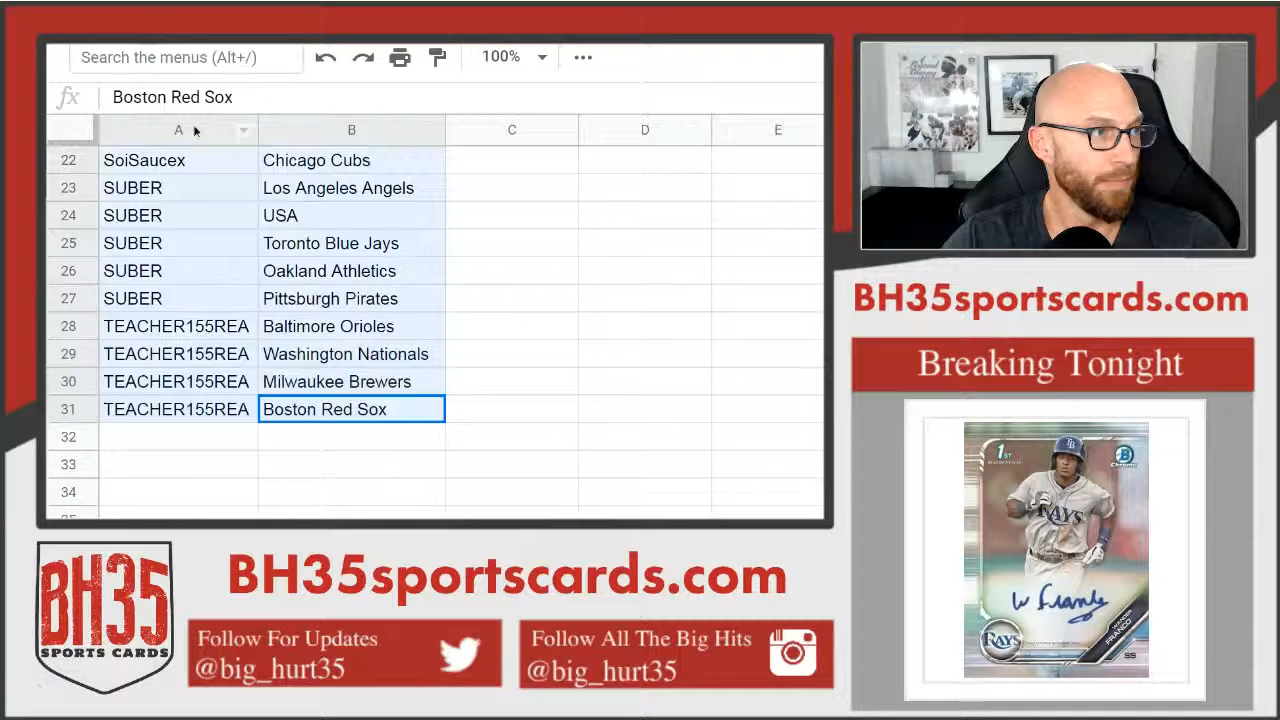 Search the menus (Alt+/)
100%
fx
Boston Red Sox
A B C D E
22 SoiSaucex Chicago Cubs
23 SUBER Los Angeles Angels
24 SUBER USA
25 SUBER Toronto Blue Jays
26 SUBER Oakland Athletics
27 SUBER Pittsburgh Pirates
28 TEACHER155REA Baltimore Orioles
29 TEACHER155REA Washington Nationals
30 TEACHER155REA Milwaukee Brewers
31 TEACHER155REA Boston Red Sox
32
33
34
BH35sportscards.com
Breaking Tonight
1ST
BOWMAN
B
Chrome
RAYS
W Franco
RAYS
WANDER
FRANCO
SS
BH35
SPORTS CARDS
BH35sportscards.com
Follow For Updates
@big_hurt35
Follow All The Big Hits
@big_hurt35